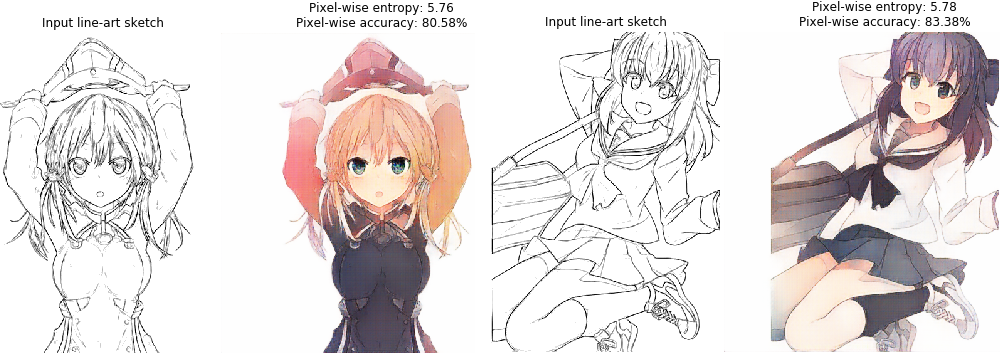 Input line-art sketch
Pixel-wise entropy: 5.76
Pixel-wise accuracy: 80.58%
Input line-art sketch
Pixel-wise entropy: 5.78
Pixel-wise accuracy: 83.38%